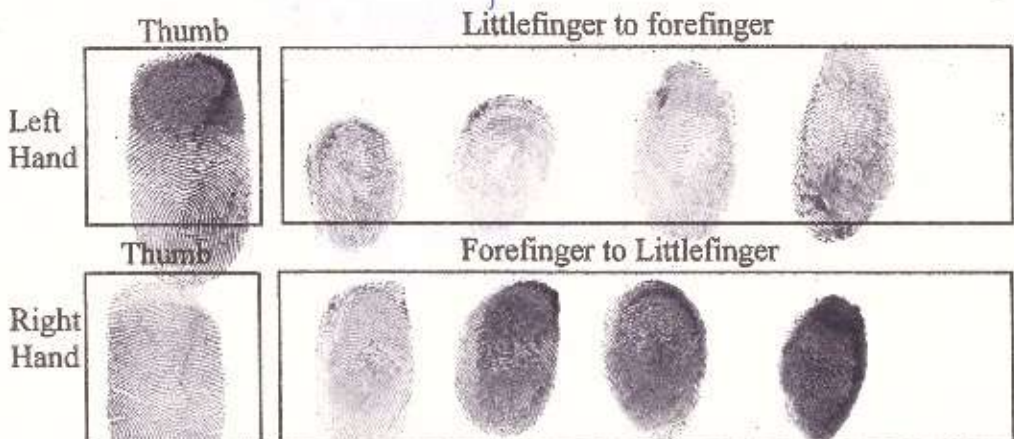 Thumb
Littlefinger to forefinger
Left
Hand
Thumb
Forefinger to Littlefinger
Right
Hand